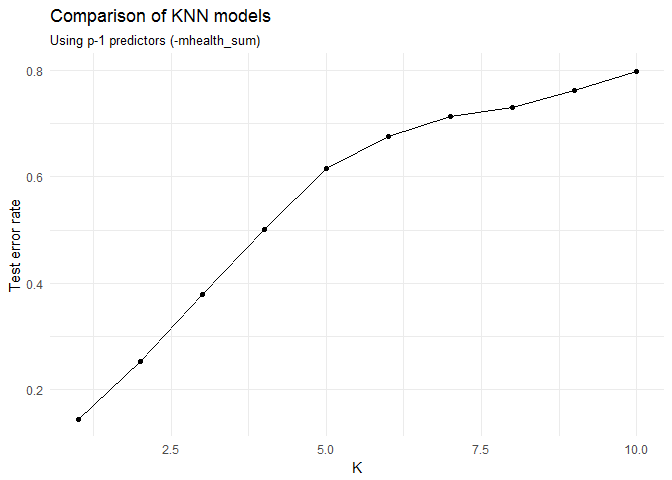 Comparison of KNN models
Using p-1 predictors (-mhealth_sum)
0.8
0.6
0.4
0.2
Test error rate
2.5 5.0 7.5 10.0
K